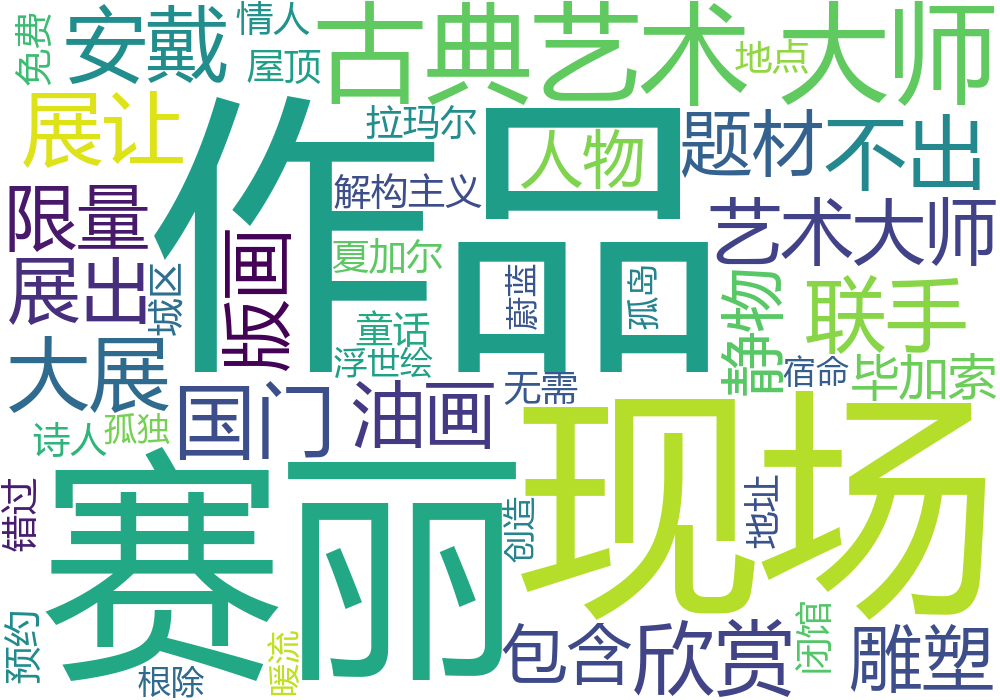 免费
安戴
情人
屋顶
古典艺术大师
地点
展让
作品
拉玛尔
人物
题材
不出
限量
解构主义
艺术大师
展出
城区
版画
夏加尔
蔚蓝
孤岛
静物
联手
大展
童话
浮世绘
宿命
毕加索
国门
油画
无需
现场
诗人
孤独
赛丽
错过
创造
地址
预约
根除
暖流
包含
欣赏
闭馆
雕塑